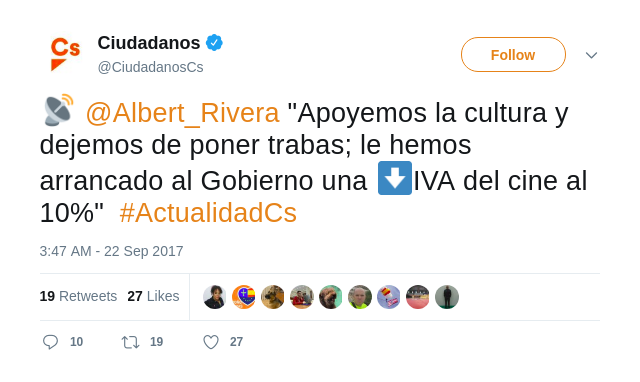 Cs
Ciudadanos
@CiudadanosCs
Follow
@Albert_Rivera "Apoyemos la cultura y
dejemos de poner trabas; le hemos
arrancado al Gobierno una ⬇IVA del cine al
10%" #ActualidadCs
3:47 AM - 22 Sep 2017
19 Retweets 27 Likes
10 19 27